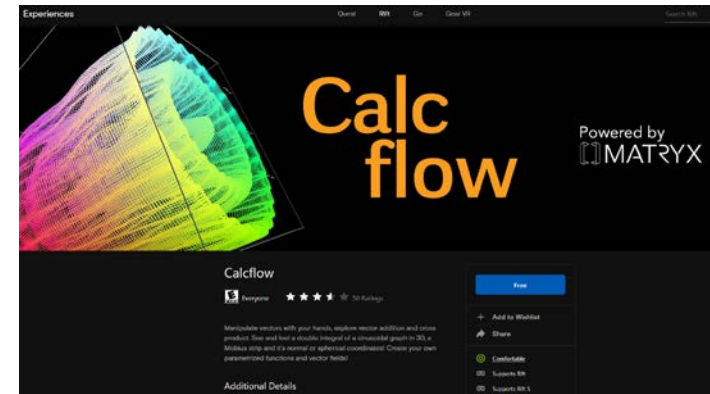 Experiences
Quest Rift Go Gear VR
Search Rift
Calc
flow
Powered by
MATRYX
Calcflow
Everyone 50 Ratings
Free
Manipulate vectors with your hands, explore vector addition and cross
product. See and feel a double integral of a sinusoidal graph in 3D, a
Mobius strip and it's normal or spherical coordinates! Create your own
parametrized functions and vector fields!
Add to Wishlist
Share
Comfortable
Supports Rift
Supports Rift S
Additional Details